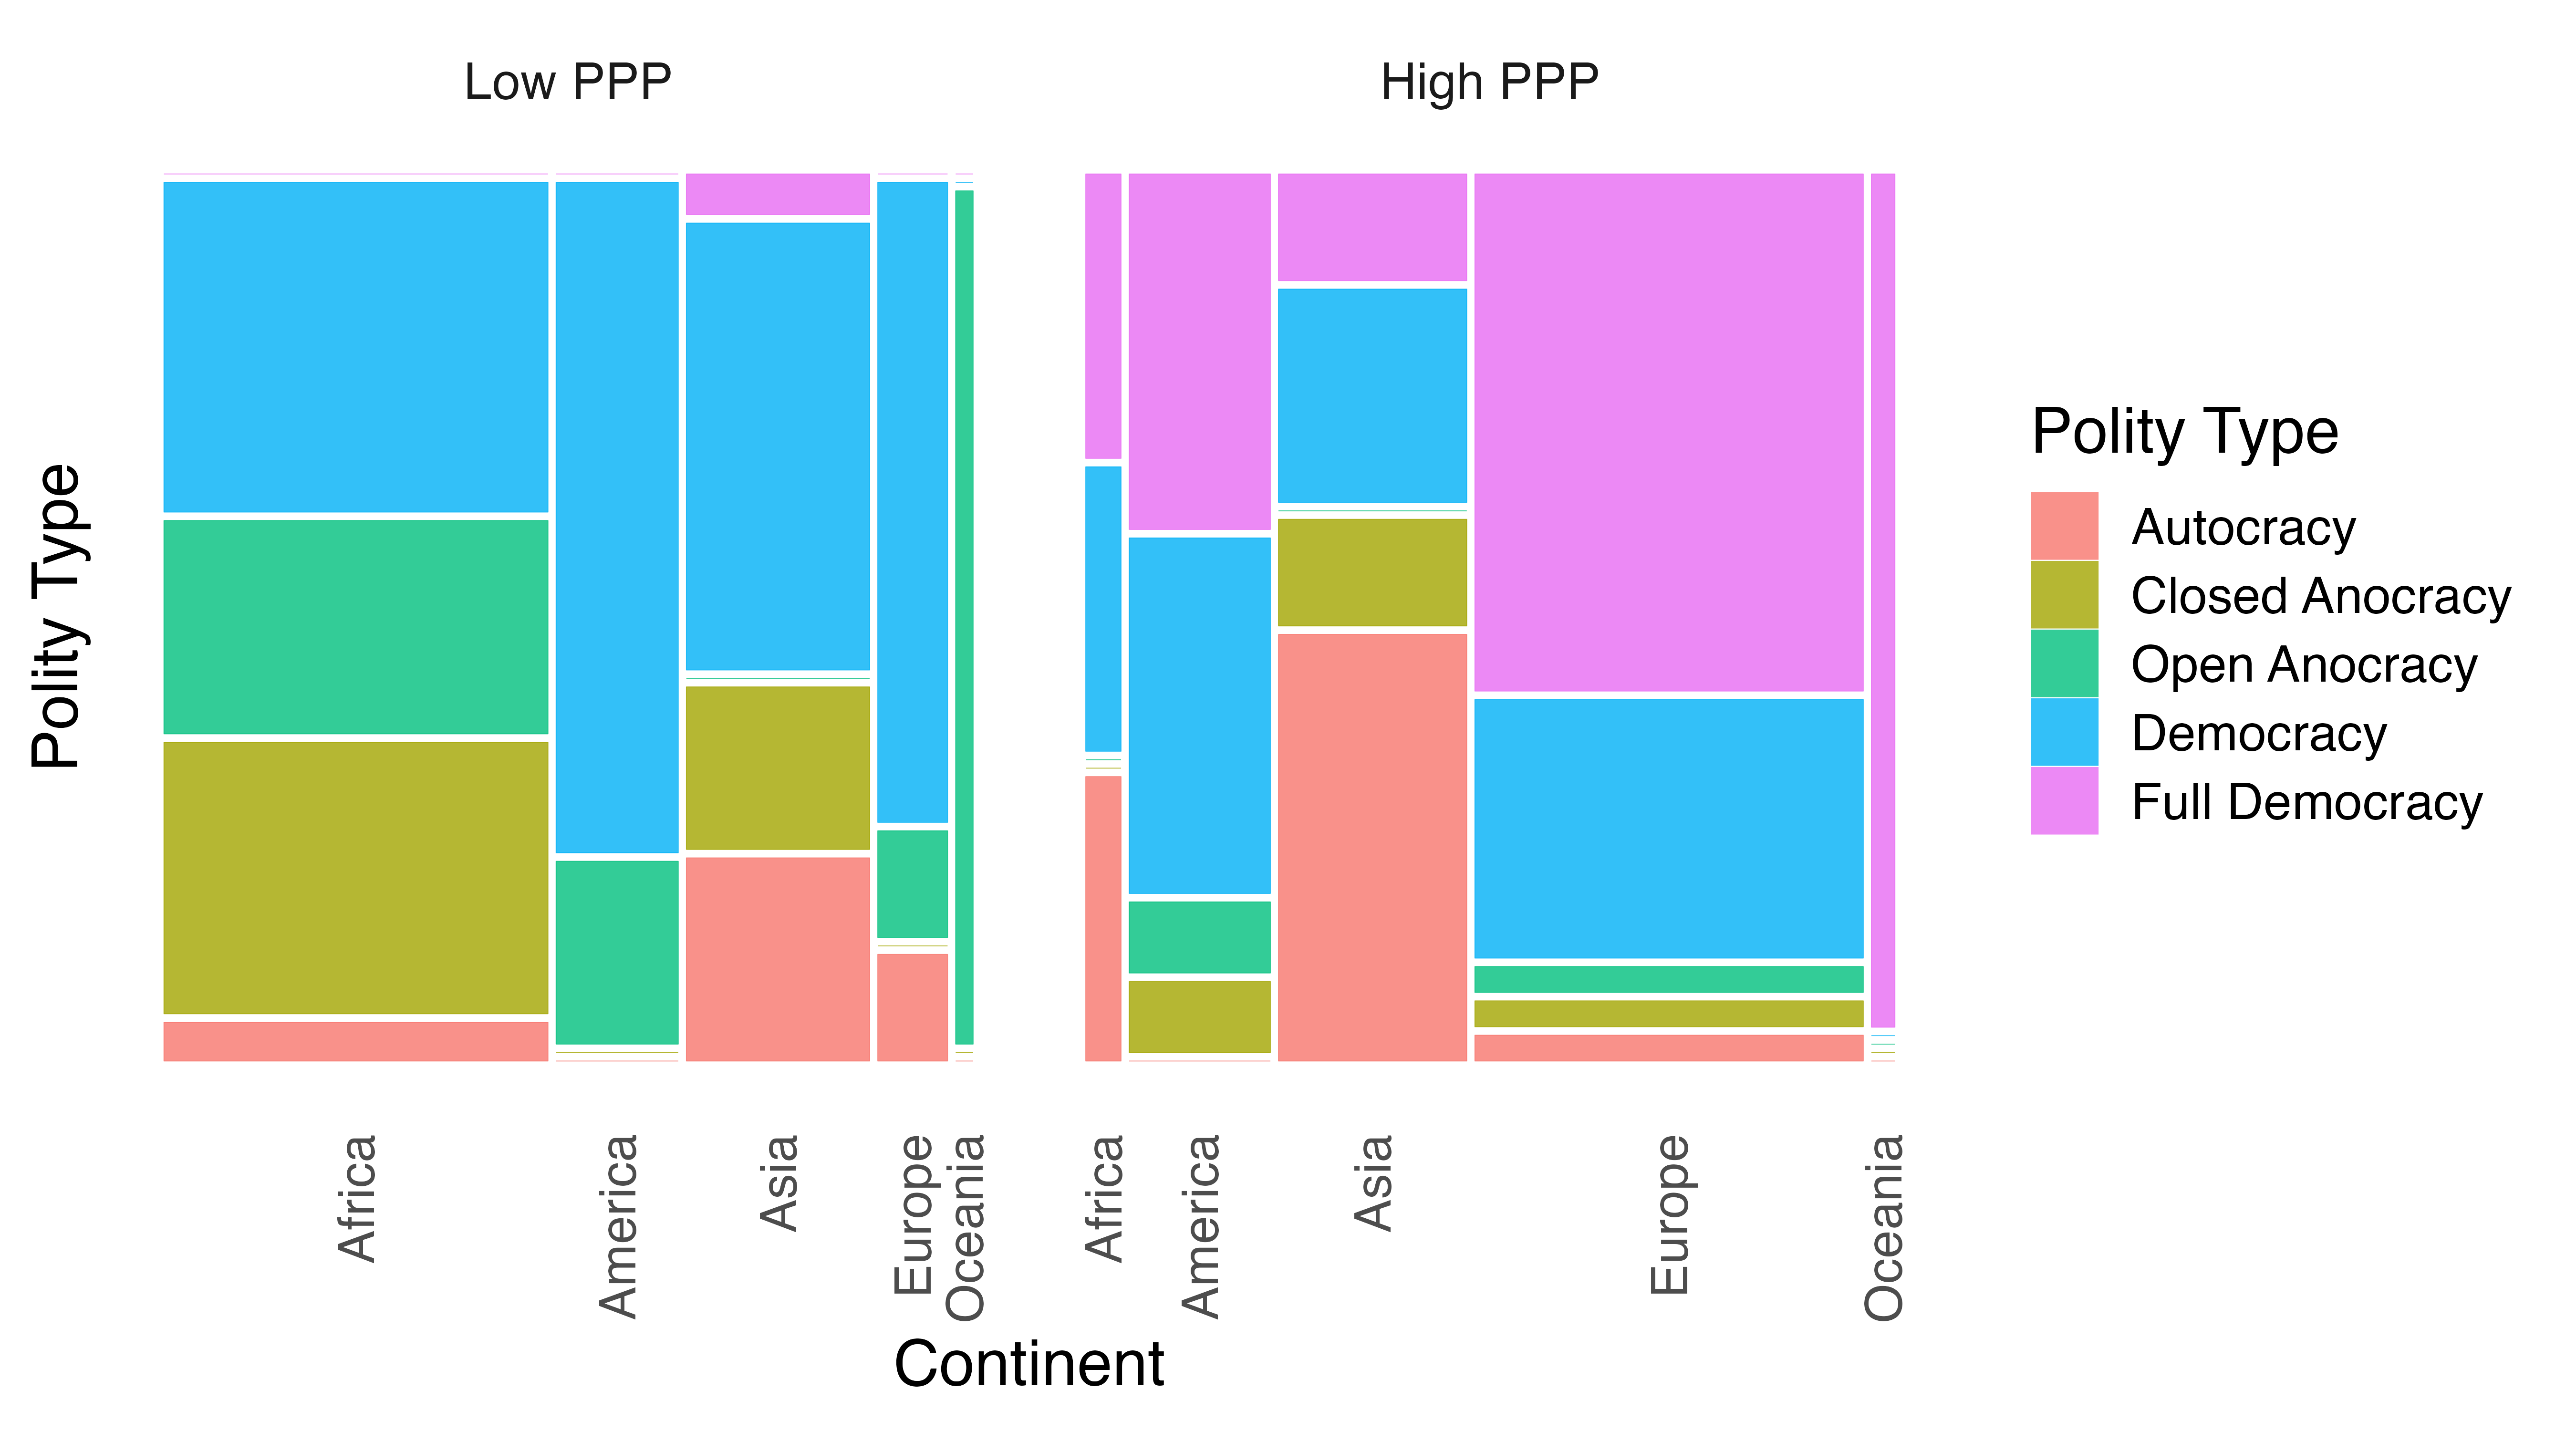 Low PPP
High PPP
Polity Type
Polity Type
Autocracy
Closed Anocracy
Open Anocracy
Democracy
Full Democracy
Africa
America
Asia
Europe
Oceania
Africa
America
Asia
Europe
Oceania
Continent